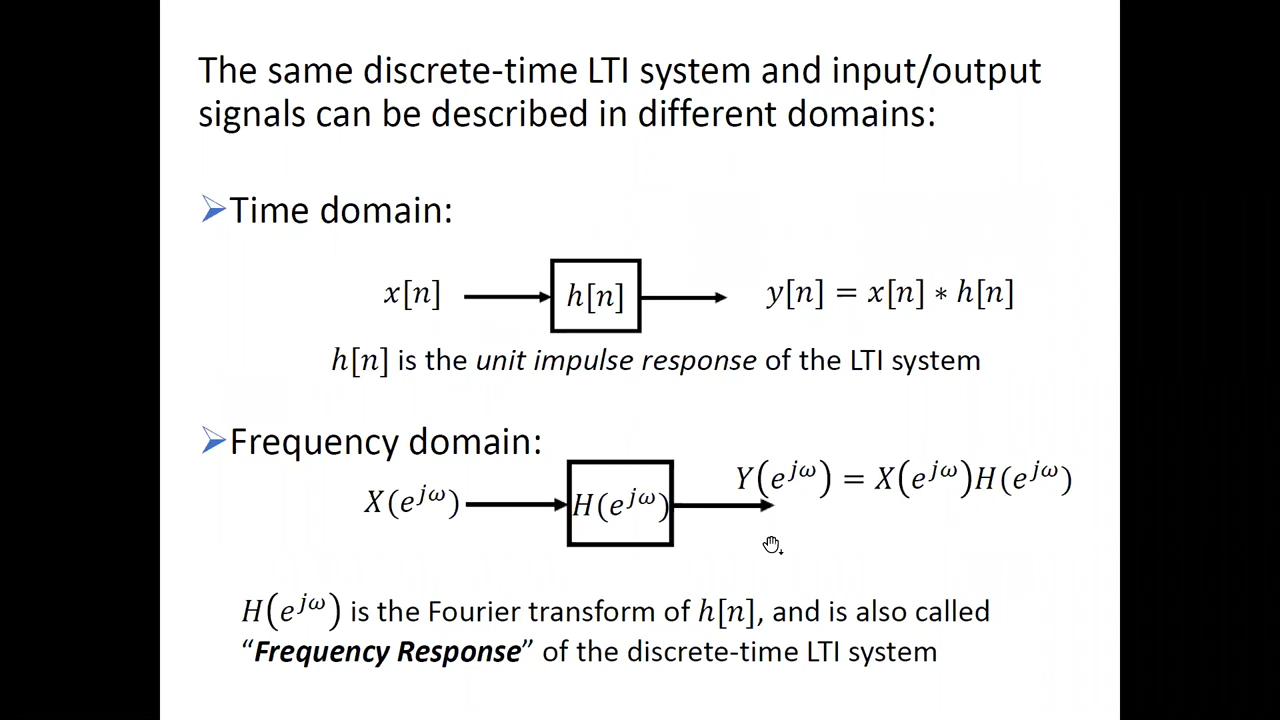 The same discrete-time LTI system and input/output
signals can be described in different domains:
➢Time domain:
x[n] h[n] y[n] = x[n] ∗ h[n]
h[n] is the unit impulse response of the LTI system
➢Frequency domain:
Y(e^{jω}) = X(e^{jω})H(e^{jω})
X(e^{jω}) H(e^{jω})
H(e^{jω}) is the Fourier transform of h[n], and is also called
“Frequency Response” of the discrete-time LTI system